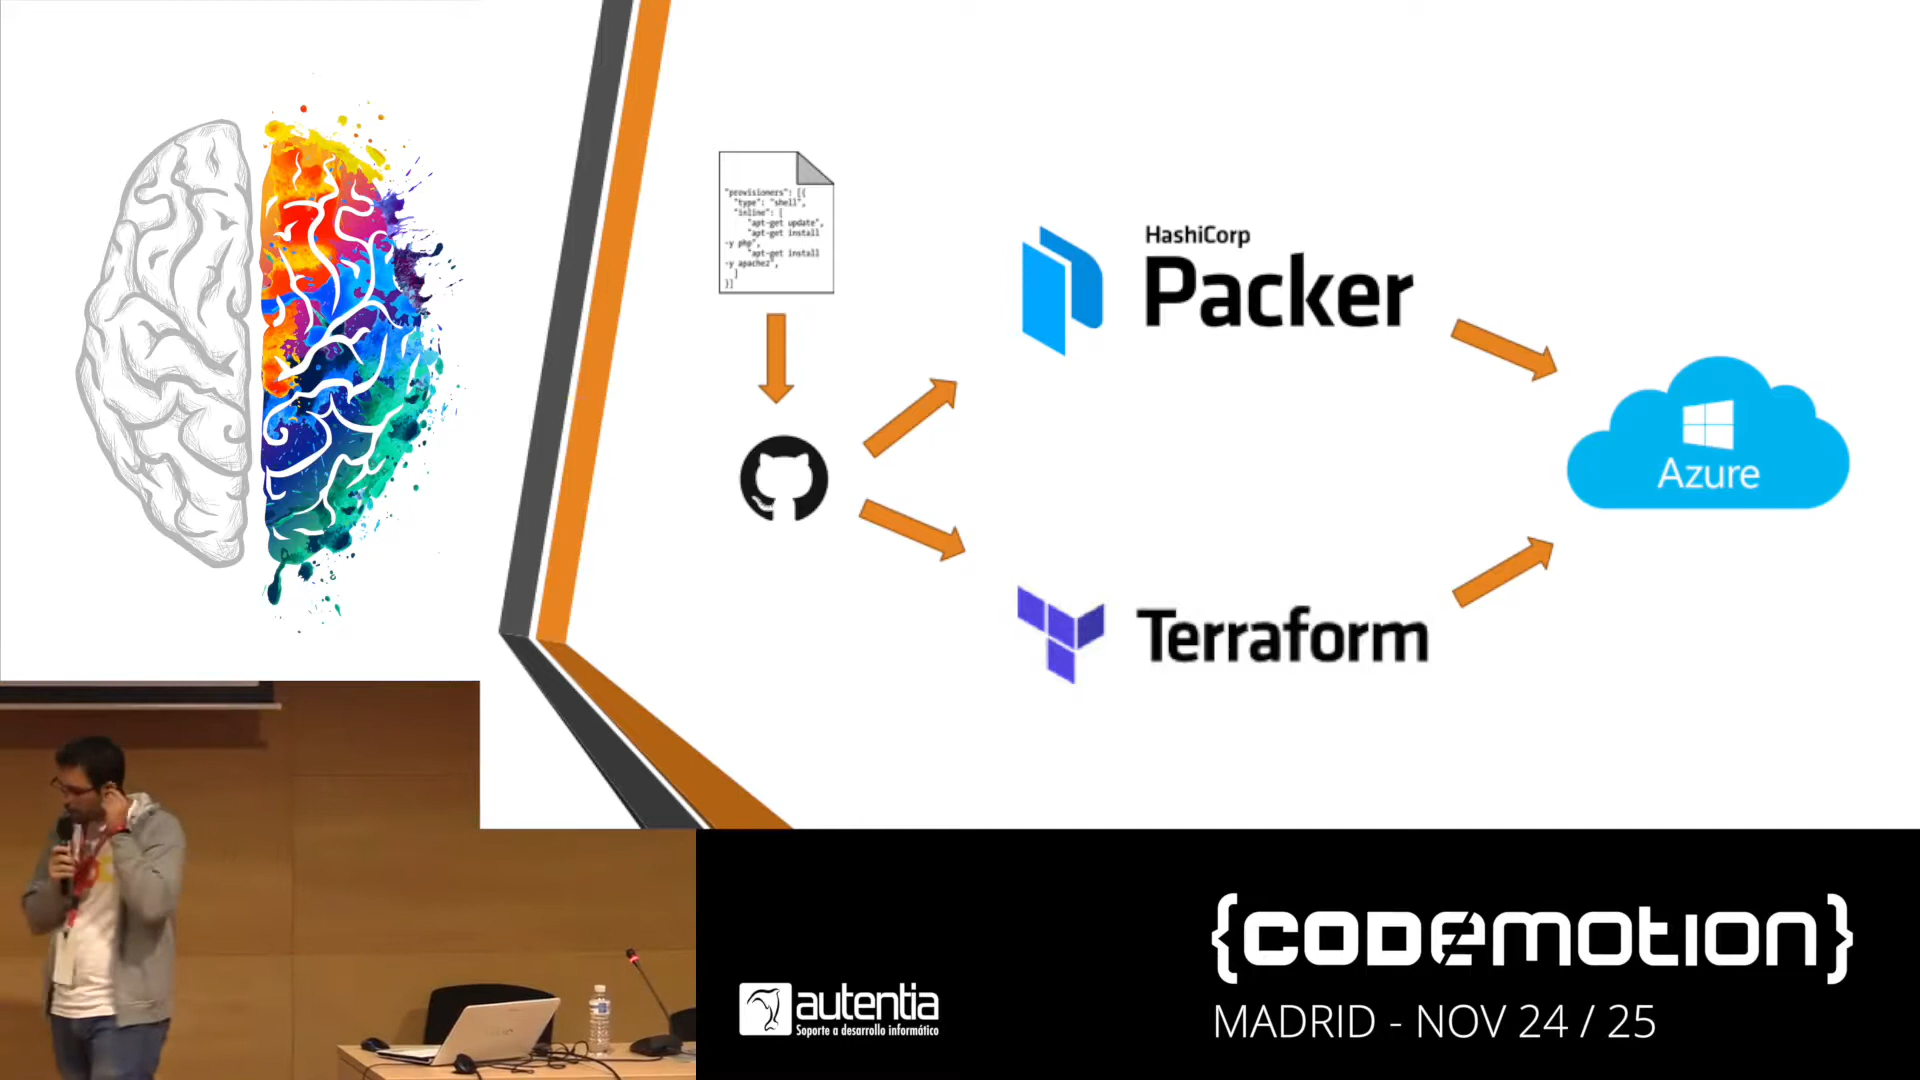 "provisioners": [{
"type": "shell",
"inline": [
"apt-get update",
"apt-get install
-y php",
"apt-get install
-y apache2",
]
}]
HashiCorp
Packer
Azure
Terraform
{CODEMOTION}
MADRID - NOV 24 / 25
autentia
Soporte a desarrollo informático